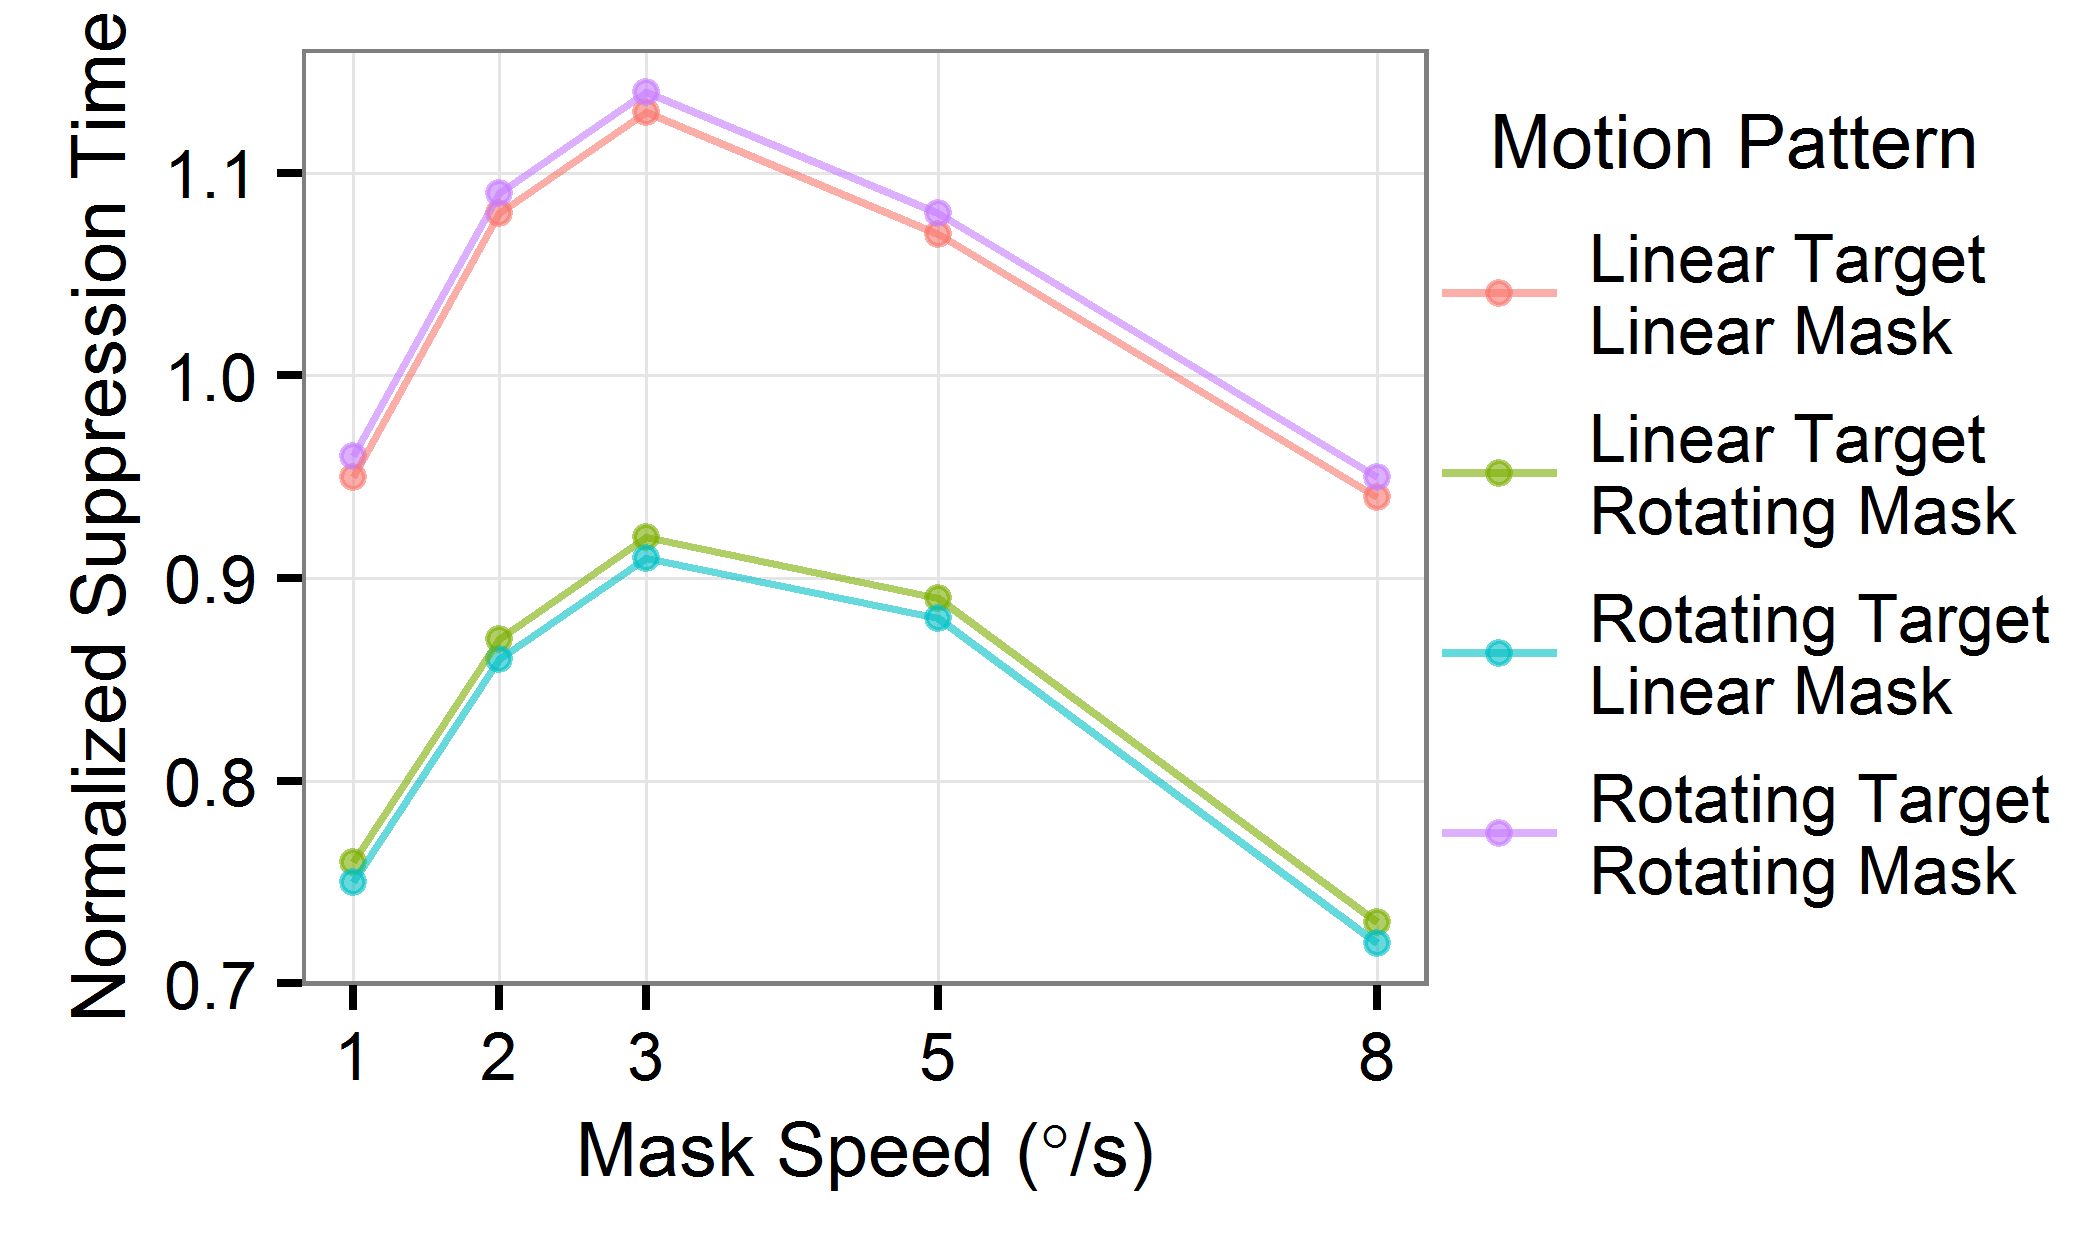 Normalized Suppression Time
1.1
1.0
0.9
0.8
0.7
1 2 3 5 8
Mask Speed (°/s)
Motion Pattern
Linear Target
Linear Mask
Linear Target
Rotating Mask
Rotating Target
Linear Mask
Rotating Target
Rotating Mask